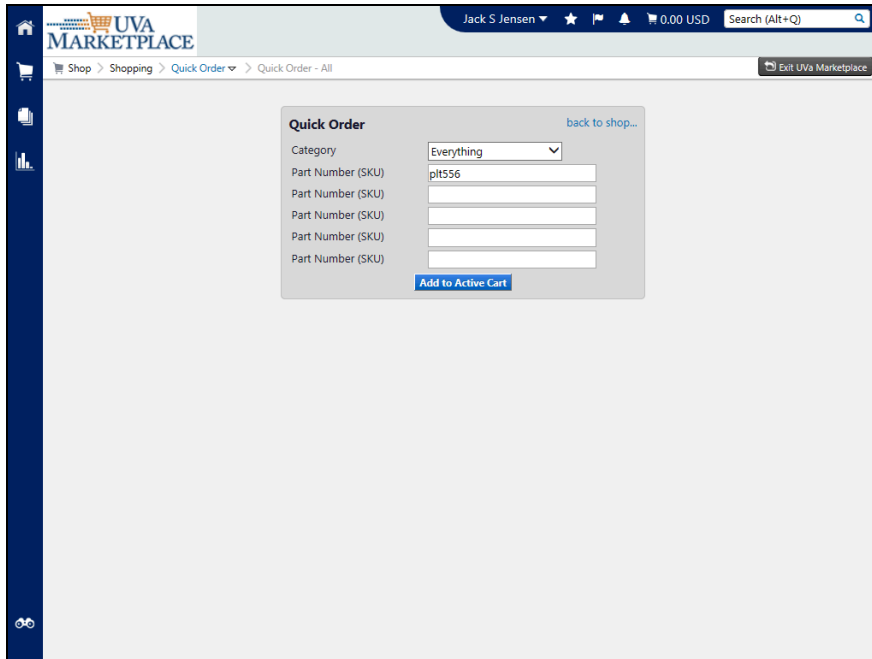 UVA
MARKETPLACE
Jack S Jensen
0.00 USD
Search (Alt+Q)
Shop > Shopping > Quick Order > Quick Order - All
Exit UVa Marketplace
Quick Order
back to shop...
Category
Everything
Part Number (SKU)
plt556
Part Number (SKU)
Part Number (SKU)
Part Number (SKU)
Part Number (SKU)
Add to Active Cart